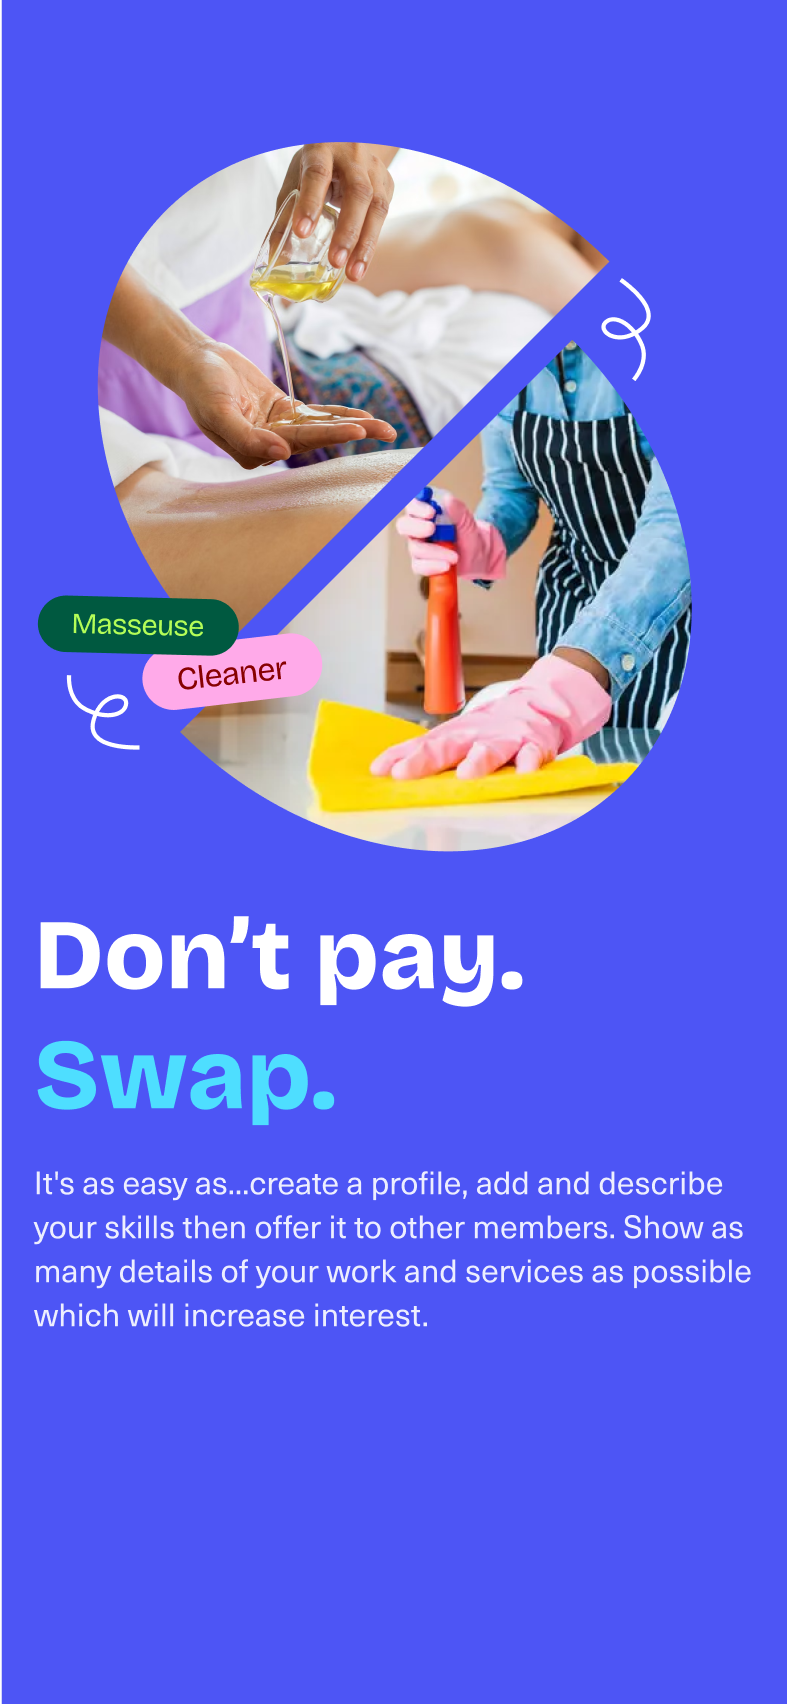 Masseuse
Cleaner
Don’t pay.
Swap.
It's as easy as...create a profile, add and describe
your skills then offer it to other members. Show as
many details of your work and services as possible
which will increase interest.